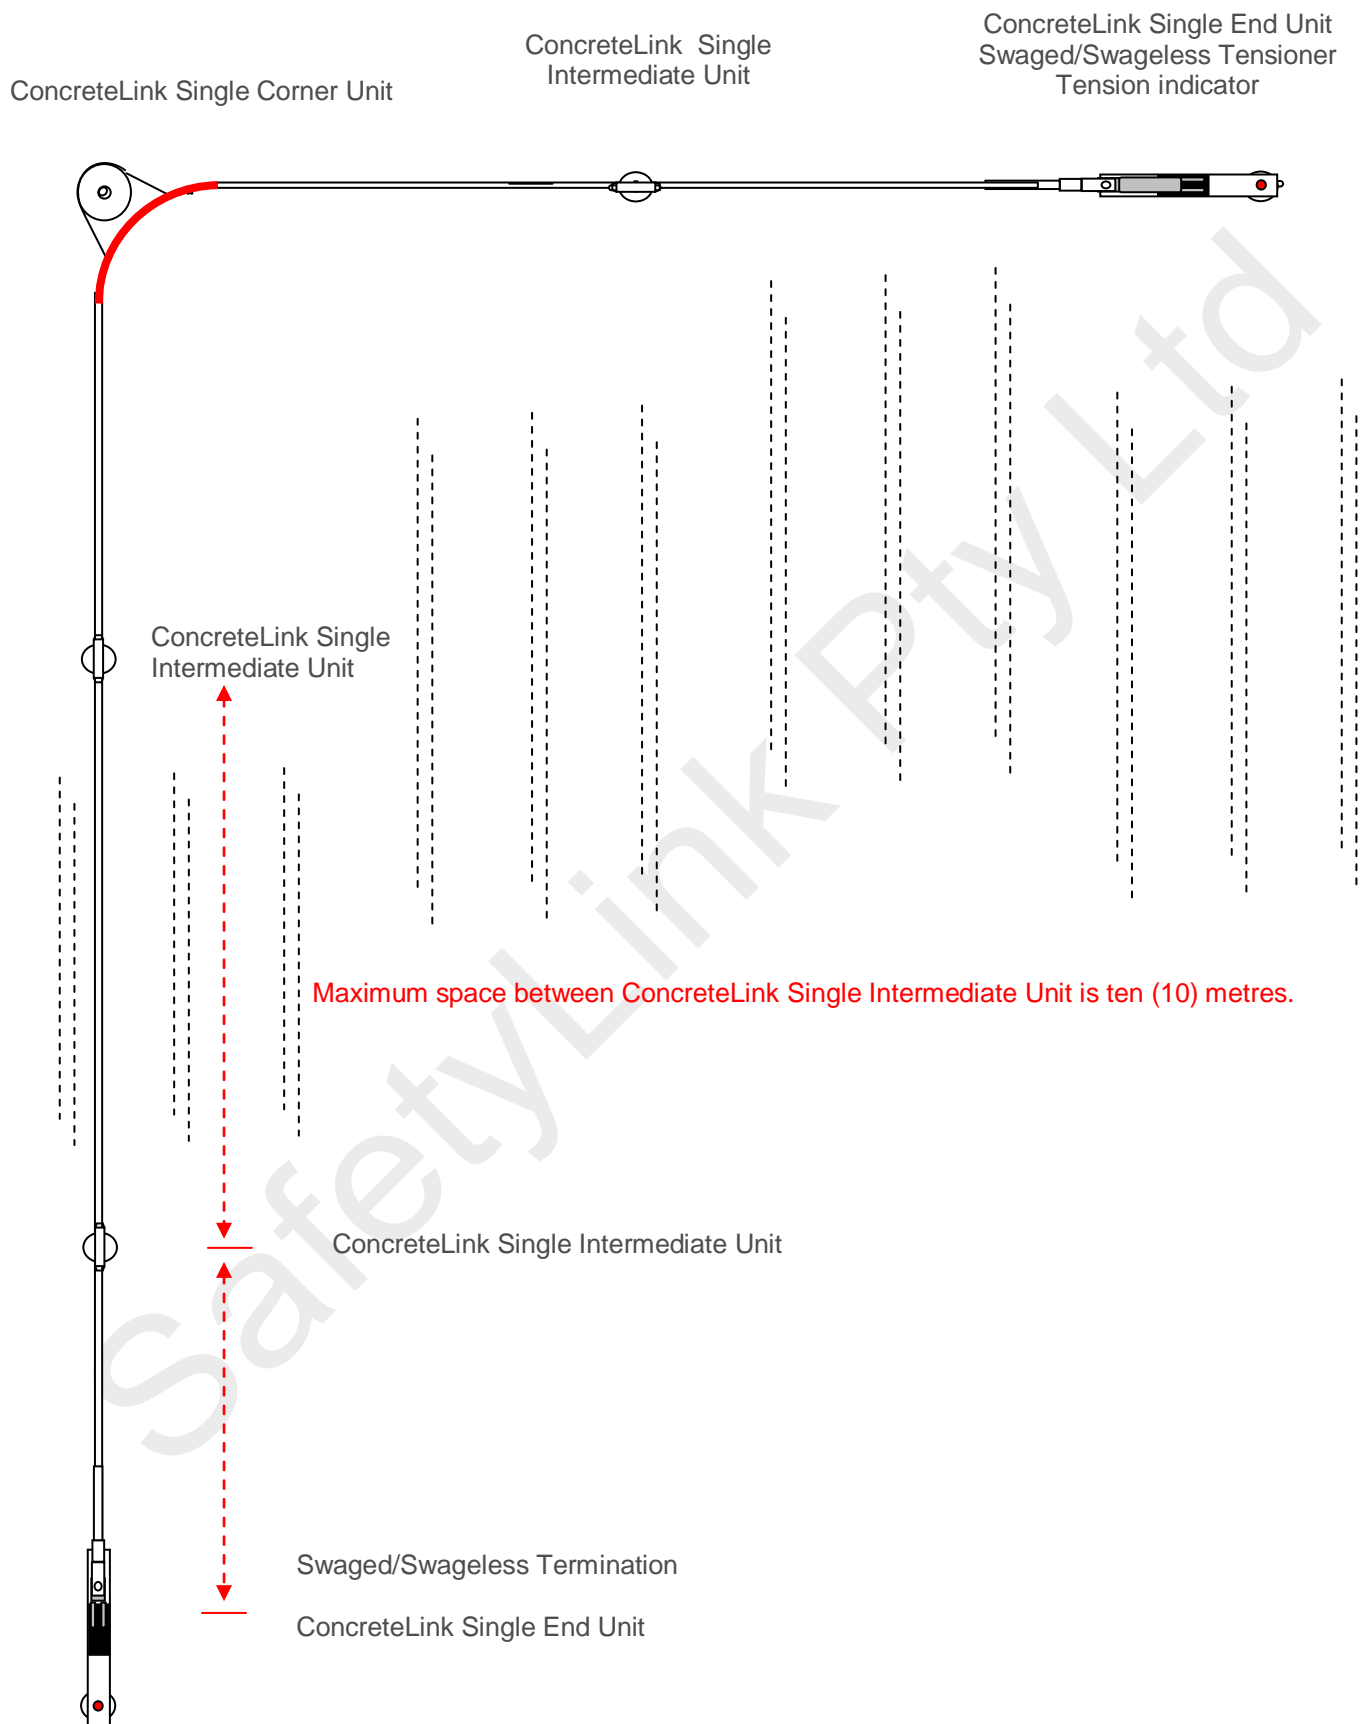 ConcreteLink Single End Unit
Swaged/Swageless Tensioner
Tension indicator
ConcreteLink  Single
Intermediate Unit
ConcreteLink Single Corner Unit
ConcreteLink Single
Intermediate Unit
Maximum space between ConcreteLink Single Intermediate Unit is ten (10) metres.
ConcreteLink Single Intermediate Unit
Swaged/Swageless Termination
ConcreteLink Single End Unit
SafetyLink Pty Ltd